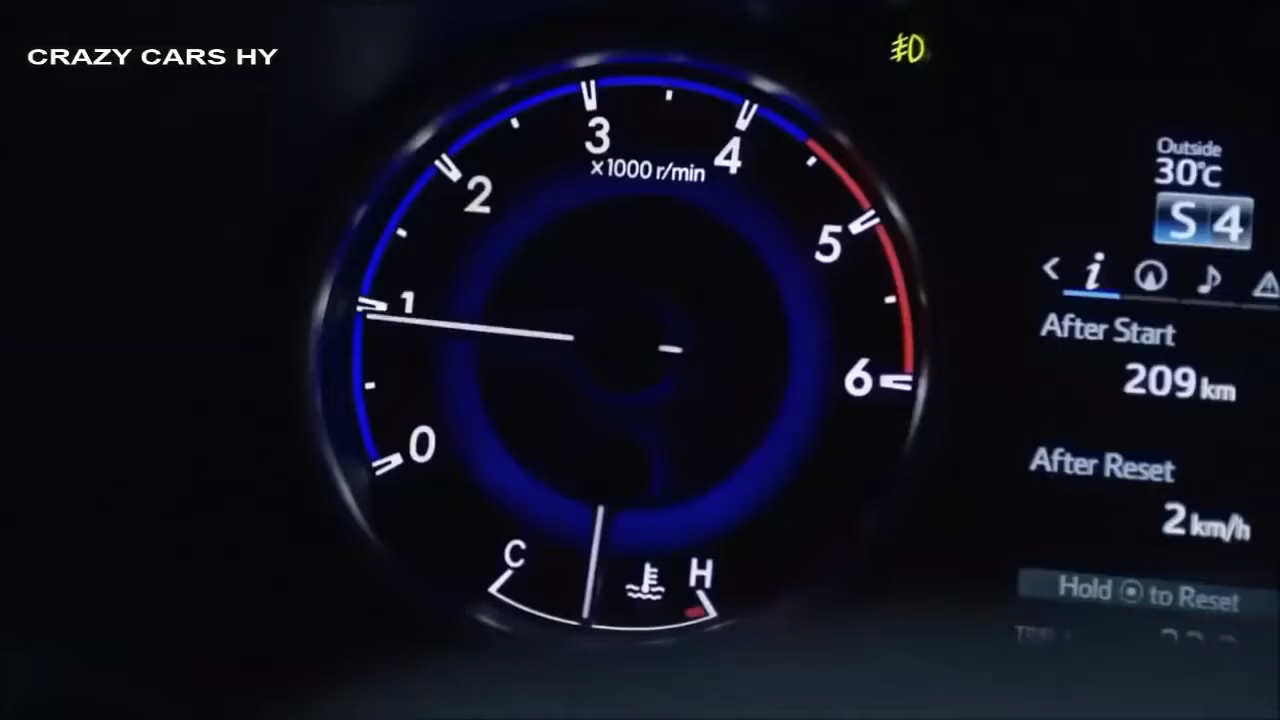 CRAZY CARS HY
3
4
x1000 r/min
2
5
1
6
0
C
H
Outside
30°C
S 4
After Start
209 km
After Reset
2 km/h
Hold to Reset